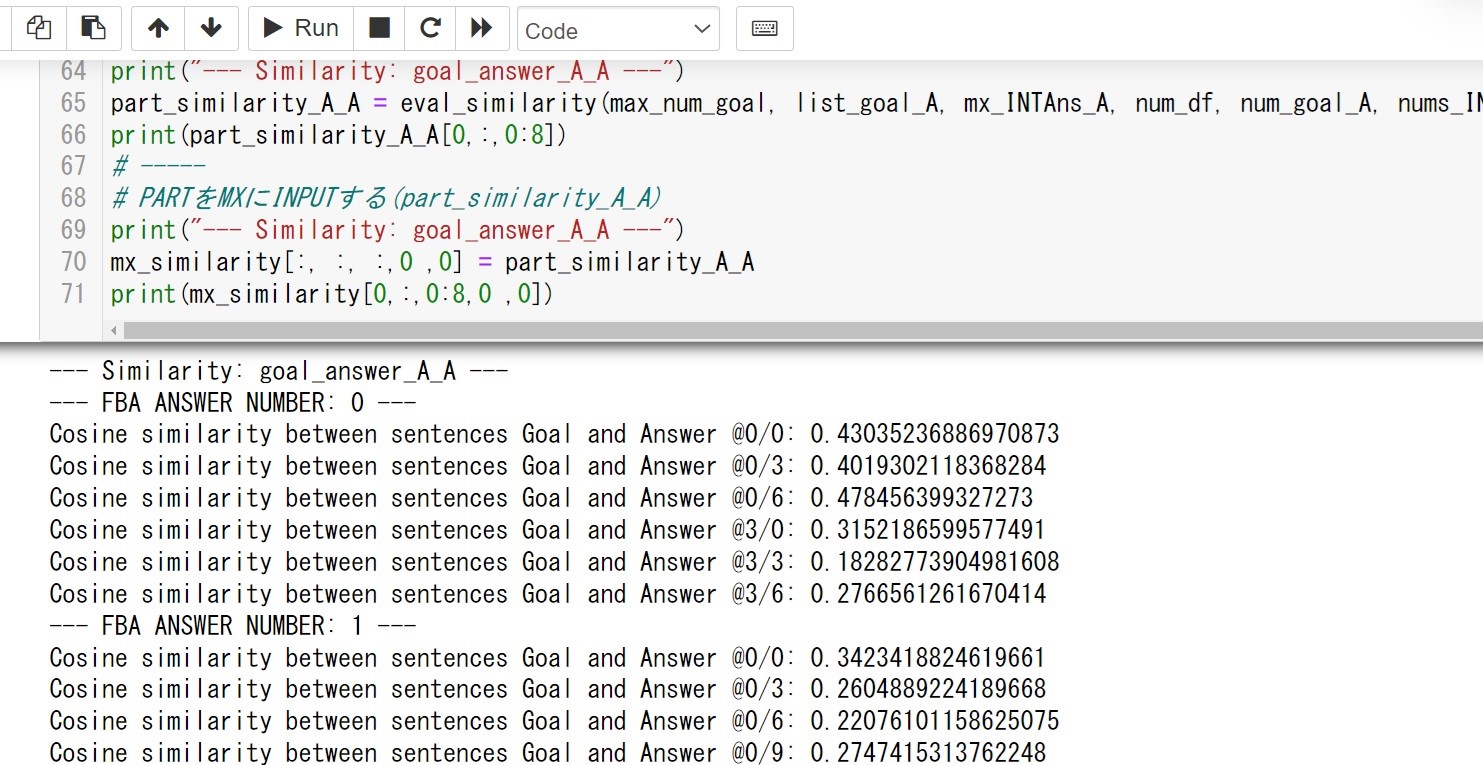 Run
Code
64 print("--- Similarity: goal_answer_A_A ---")
65 part_similarity_A_A = eval_similarity(max_num_goal, list_goal_A, mx_INTAns_A, num_df, num_goal_A, nums_IN
66 print(part_similarity_A_A[0,:,0:8])
67 # -----
68 # PARTをMXにINPUTする(part_similarity_A_A)
69 print("--- Similarity: goal_answer_A_A ---")
70 mx_similarity[:, :, :,0 ,0] = part_similarity_A_A
71 print(mx_similarity[0,:,0:8,0 ,0])
--- Similarity: goal_answer_A_A ---
--- FBA ANSWER NUMBER: 0 ---
Cosine similarity between sentences Goal and Answer @0/0: 0.43035236886970873
Cosine similarity between sentences Goal and Answer @0/3: 0.4019302118368284
Cosine similarity between sentences Goal and Answer @0/6: 0.478456399327273
Cosine similarity between sentences Goal and Answer @3/0: 0.3152186599577491
Cosine similarity between sentences Goal and Answer @3/3: 0.18282773904981608
Cosine similarity between sentences Goal and Answer @3/6: 0.2766561261670414
--- FBA ANSWER NUMBER: 1 ---
Cosine similarity between sentences Goal and Answer @0/0: 0.3423418824619661
Cosine similarity between sentences Goal and Answer @0/3: 0.2604889224189668
Cosine similarity between sentences Goal and Answer @0/6: 0.22076101158625075
Cosine similarity between sentences Goal and Answer @0/9: 0.2747415313762248